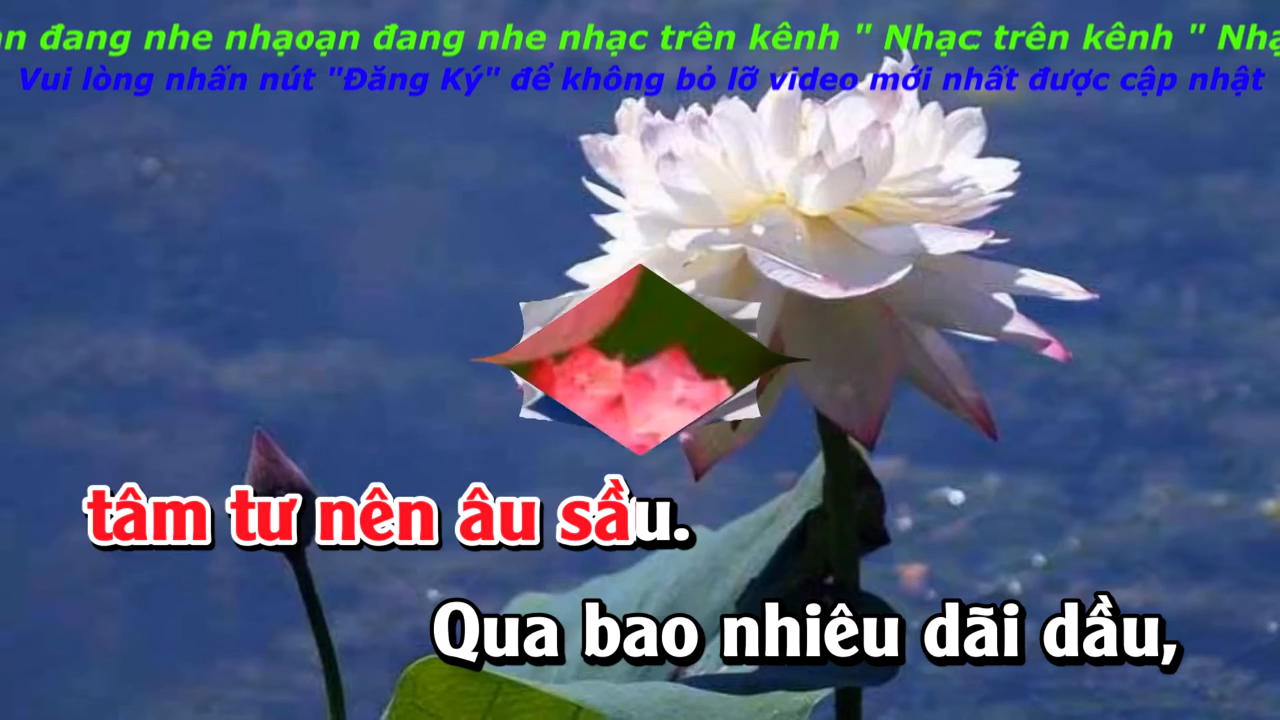 đang nhe nhạoạn đang nhe nhạc trên kênh " Nhạc trên kênh " Nhạ
Vui lòng nhấn nút "Đăng Ký" để không bỏ lỡ video mới nhất được cập nhật
tâm tư nên âu sầu.
Qua bao nhiêu dãi dầu,